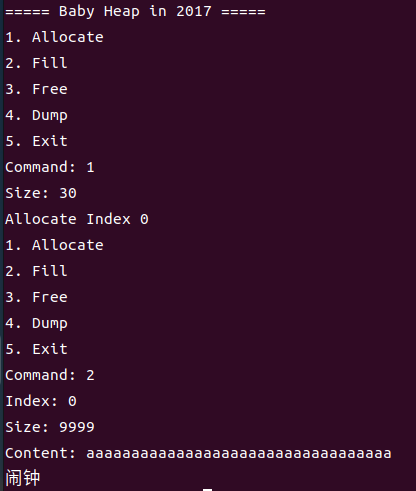 ===== Baby Heap in 2017 =====
1. Allocate
2. Fill
3. Free
4. Dump
5. Exit
Command: 1
Size: 30
Allocate Index 0
1. Allocate
2. Fill
3. Free
4. Dump
5. Exit
Command: 2
Index: 0
Size: 9999
Content: aaaaaaaaaaaaaaaaaaaaaaaaaaaaaaaaaa
闹钟